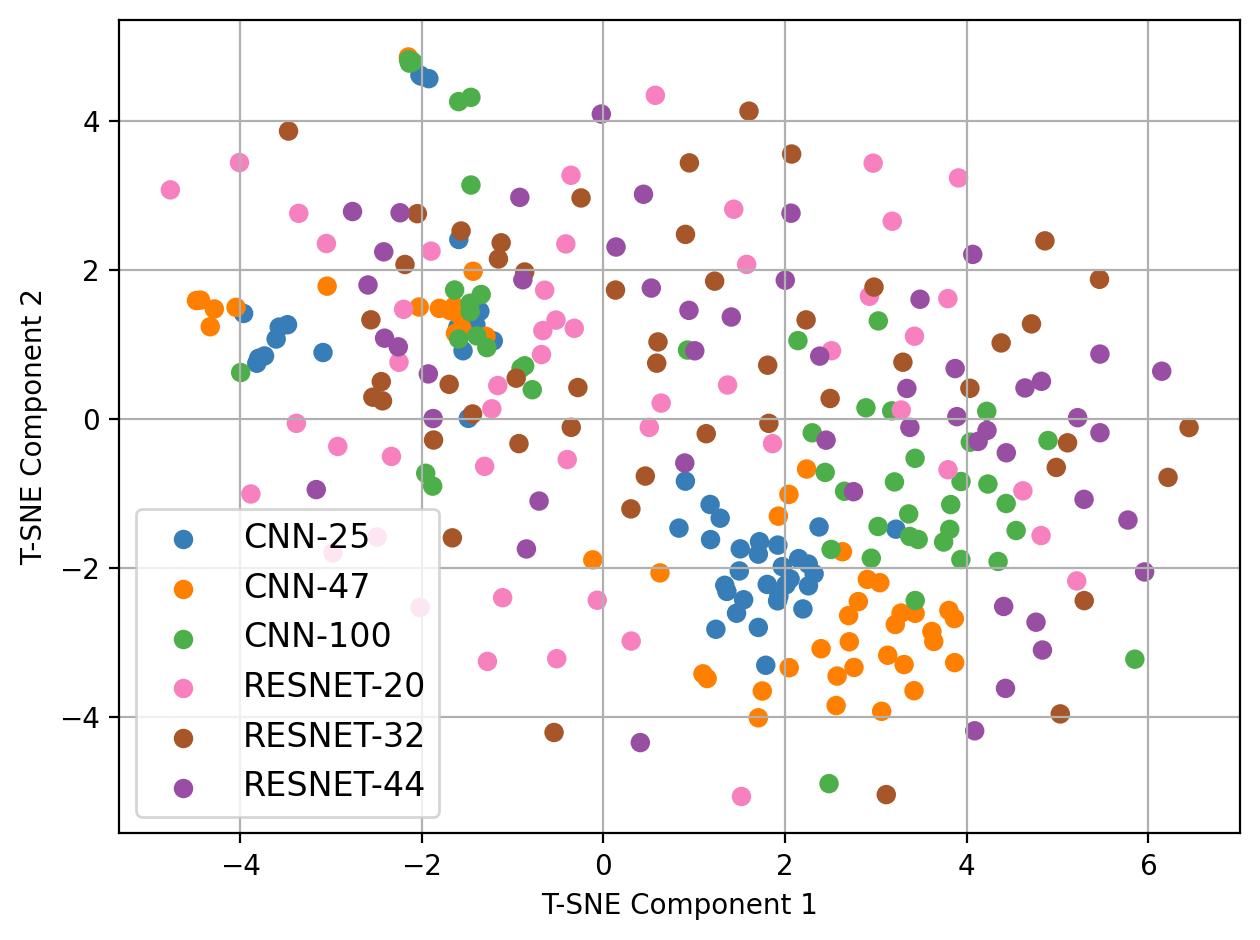 4
2
0
−2
−4
T-SNE Component 2
CNN-25
CNN-47
CNN-100
RESNET-20
RESNET-32
RESNET-44
−4 −2 0 2 4 6
T-SNE Component 1